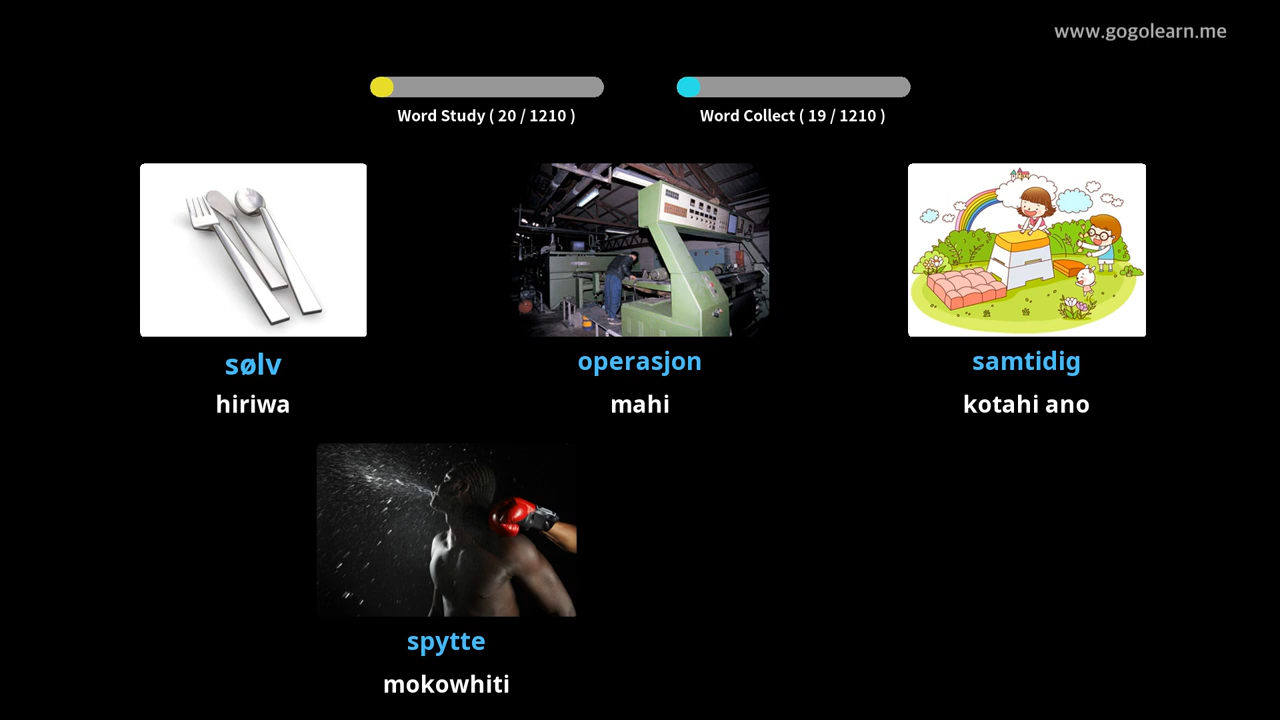 www.gogolearn.me
Word Study ( 20 / 1210 )
Word Collect ( 19 / 1210 )
sølv
operasjon
samtidig
hiriwa
mahi
kotahi ano
spytte
mokowhiti